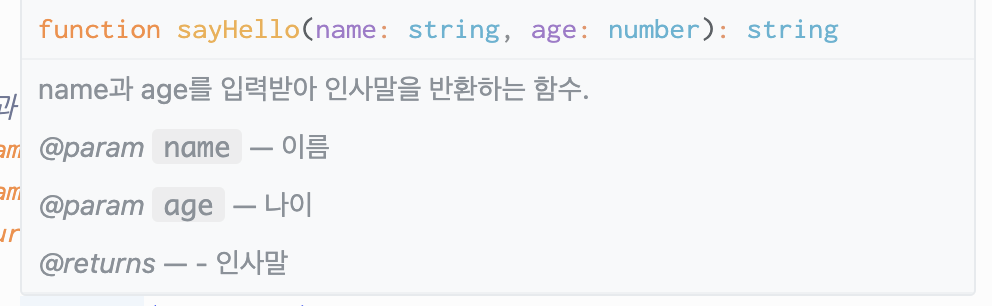 function sayHello(name: string, age: number): string
name과 age를 입력받아 인사말을 반환하는 함수.
@param name — 이름
@param age — 나이
@returns — - 인사말
과
am
am
ur